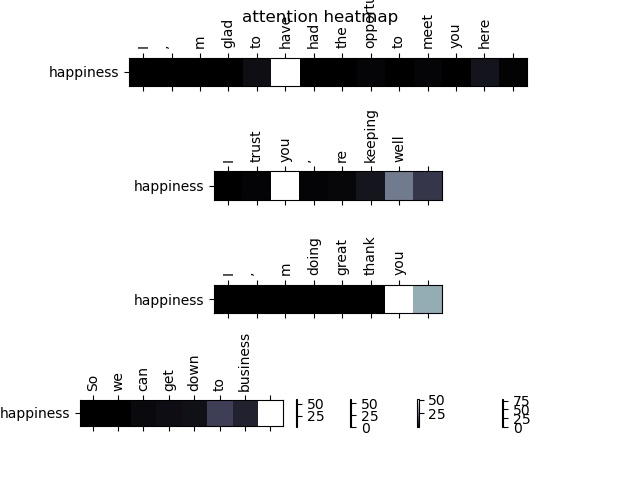 attention heatmap
I , m glad to have had the to meet you here
happiness
I trust you , re keeping well
happiness
I , m doing great thank you
happiness
So we can get down to business
happiness
50 25
50 25 0
50 25
75 50 25 0